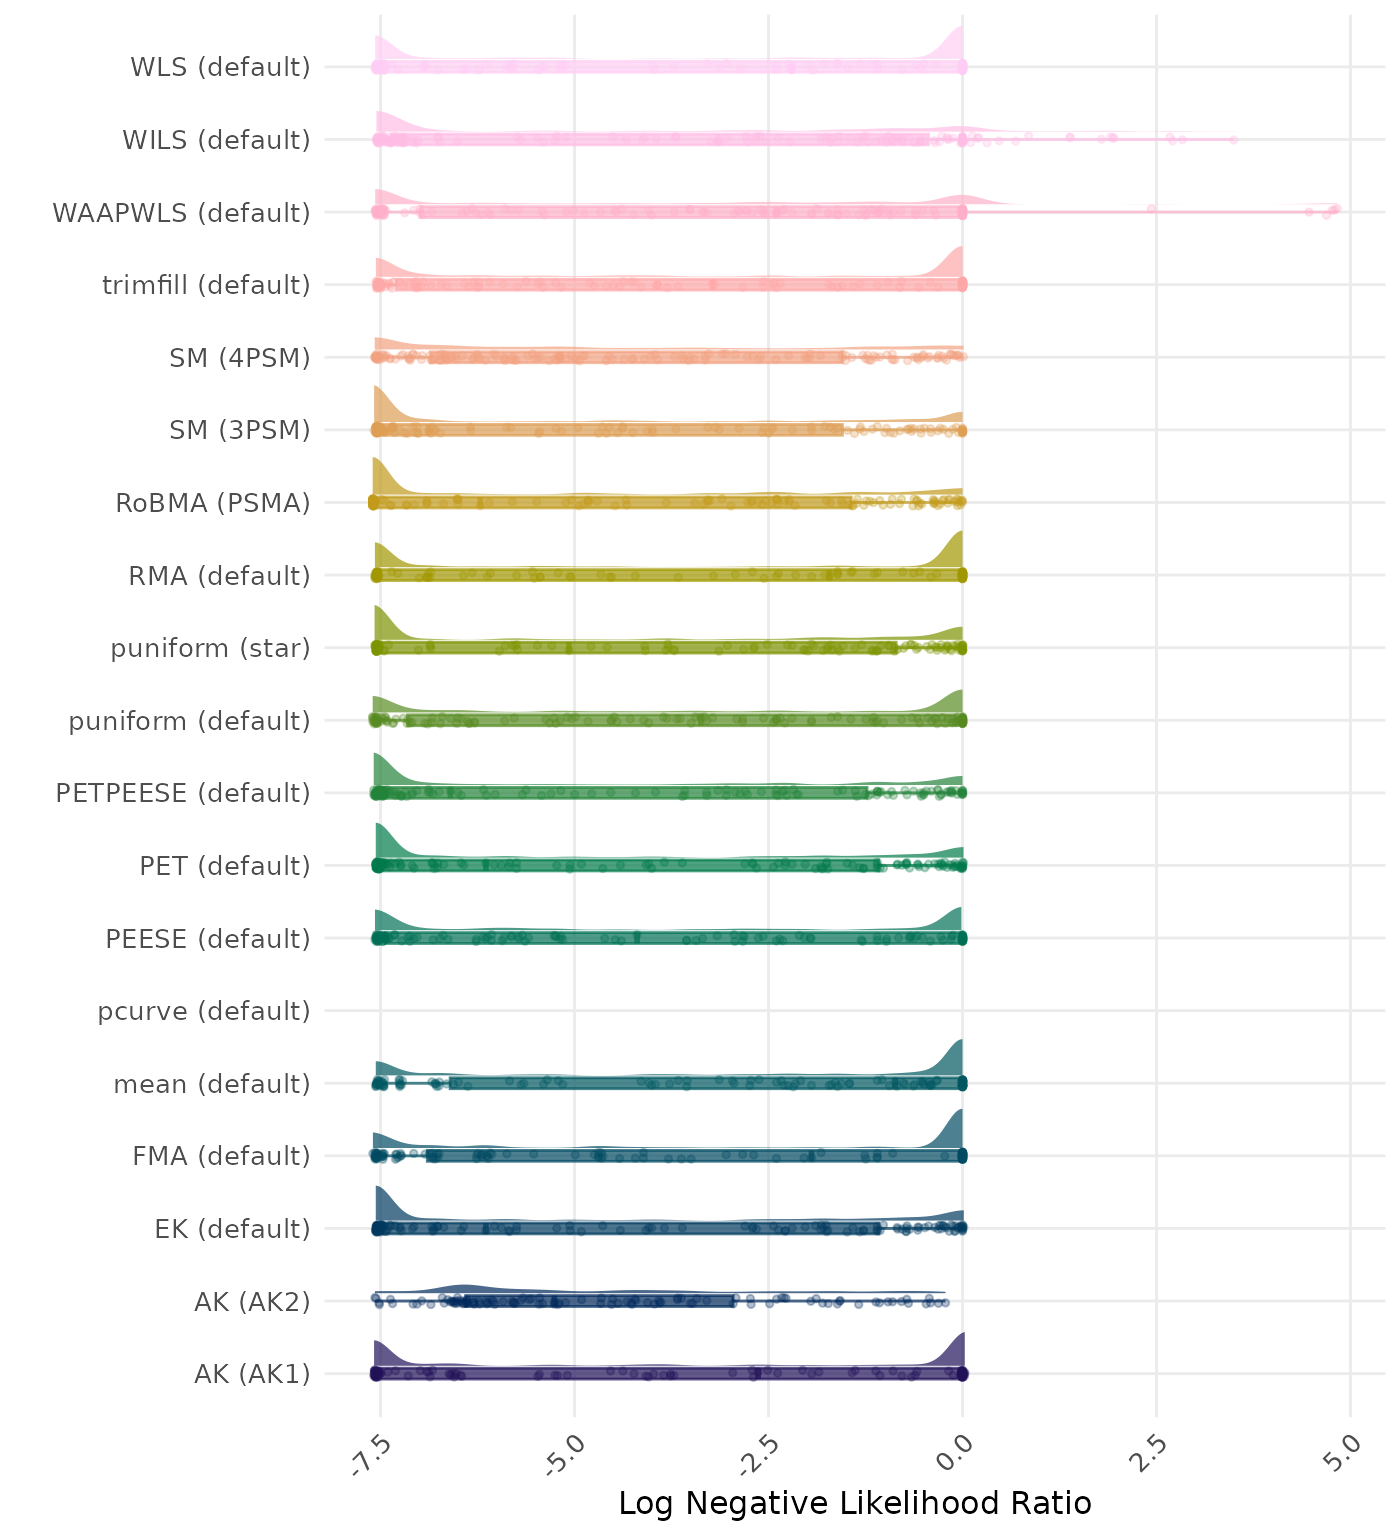 WLS (default)
WILS (default)
WAAPWLS (default)
trimfill (default)
SM (4PSM)
SM (3PSM)
RoBMA (PSMA)
RMA (default)
puniform (star)
puniform (default)
PETPEESE (default)
PET (default)
PEESE (default)
pcurve (default)
mean (default)
FMA (default)
EK (default)
AK (AK2)
AK (AK1)
-7.5 -5.0 -2.5 0.0 2.5 5.0
Log Negative Likelihood Ratio